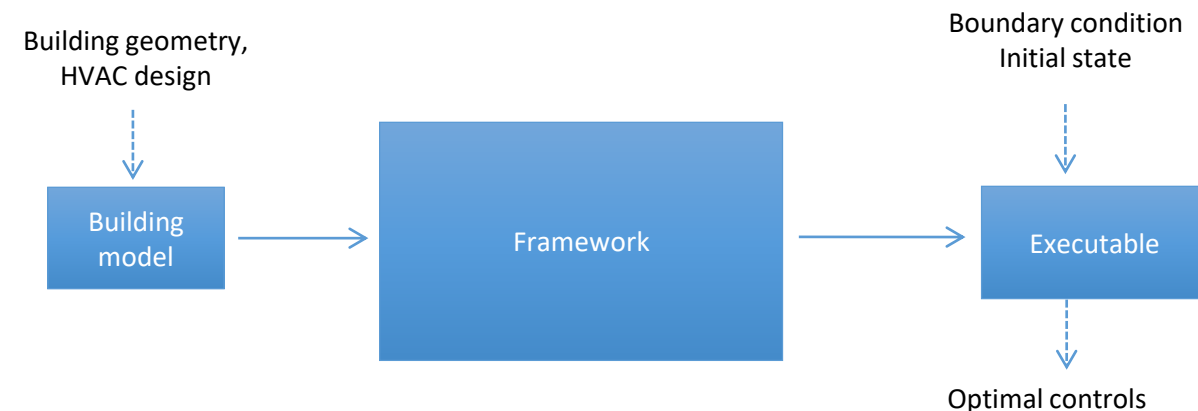 Building geometry,
HVAC design
Building
model
Framework
Boundary condition
Initial state
Executable
Optimal controls